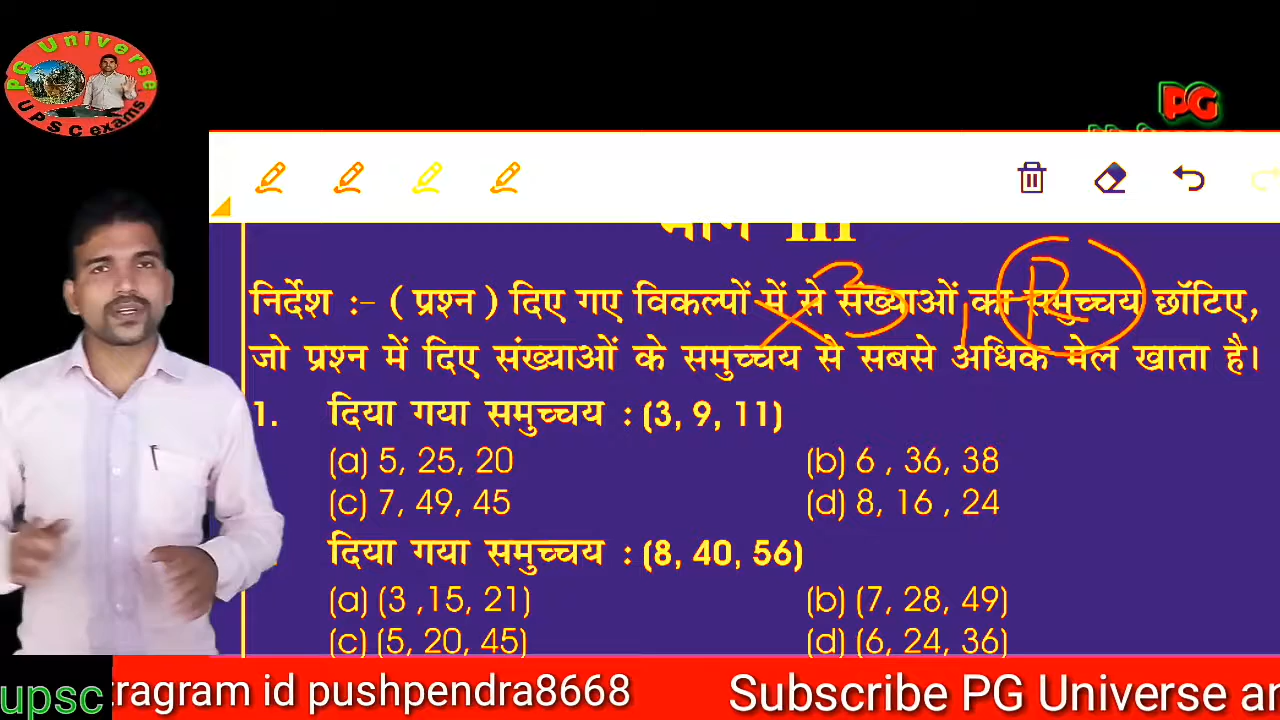 PG Universe
UPSC exams
PG
भाग III
निर्देश :- ( प्रश्न ) दिए गए विकल्पों में से संख्याओं का समुच्चय छॉटिए,
जो प्रश्न में दिए संख्याओं के समुच्चय से सबसे अधिक मेल खाता है।
1. दिया गया समुच्चय : (3, 9, 11)
(a) 5, 25, 20 (b) 6 , 36, 38
(c) 7, 49, 45 (d) 8, 16 , 24
दिया गया समुच्चय : (8, 40, 56)
(a) (3 ,15, 21) (b) (7, 28, 49)
(c) (5, 20, 45) (d) (6, 24, 36)
upsc tragram id pushpendra8668 Subscribe PG Universe an